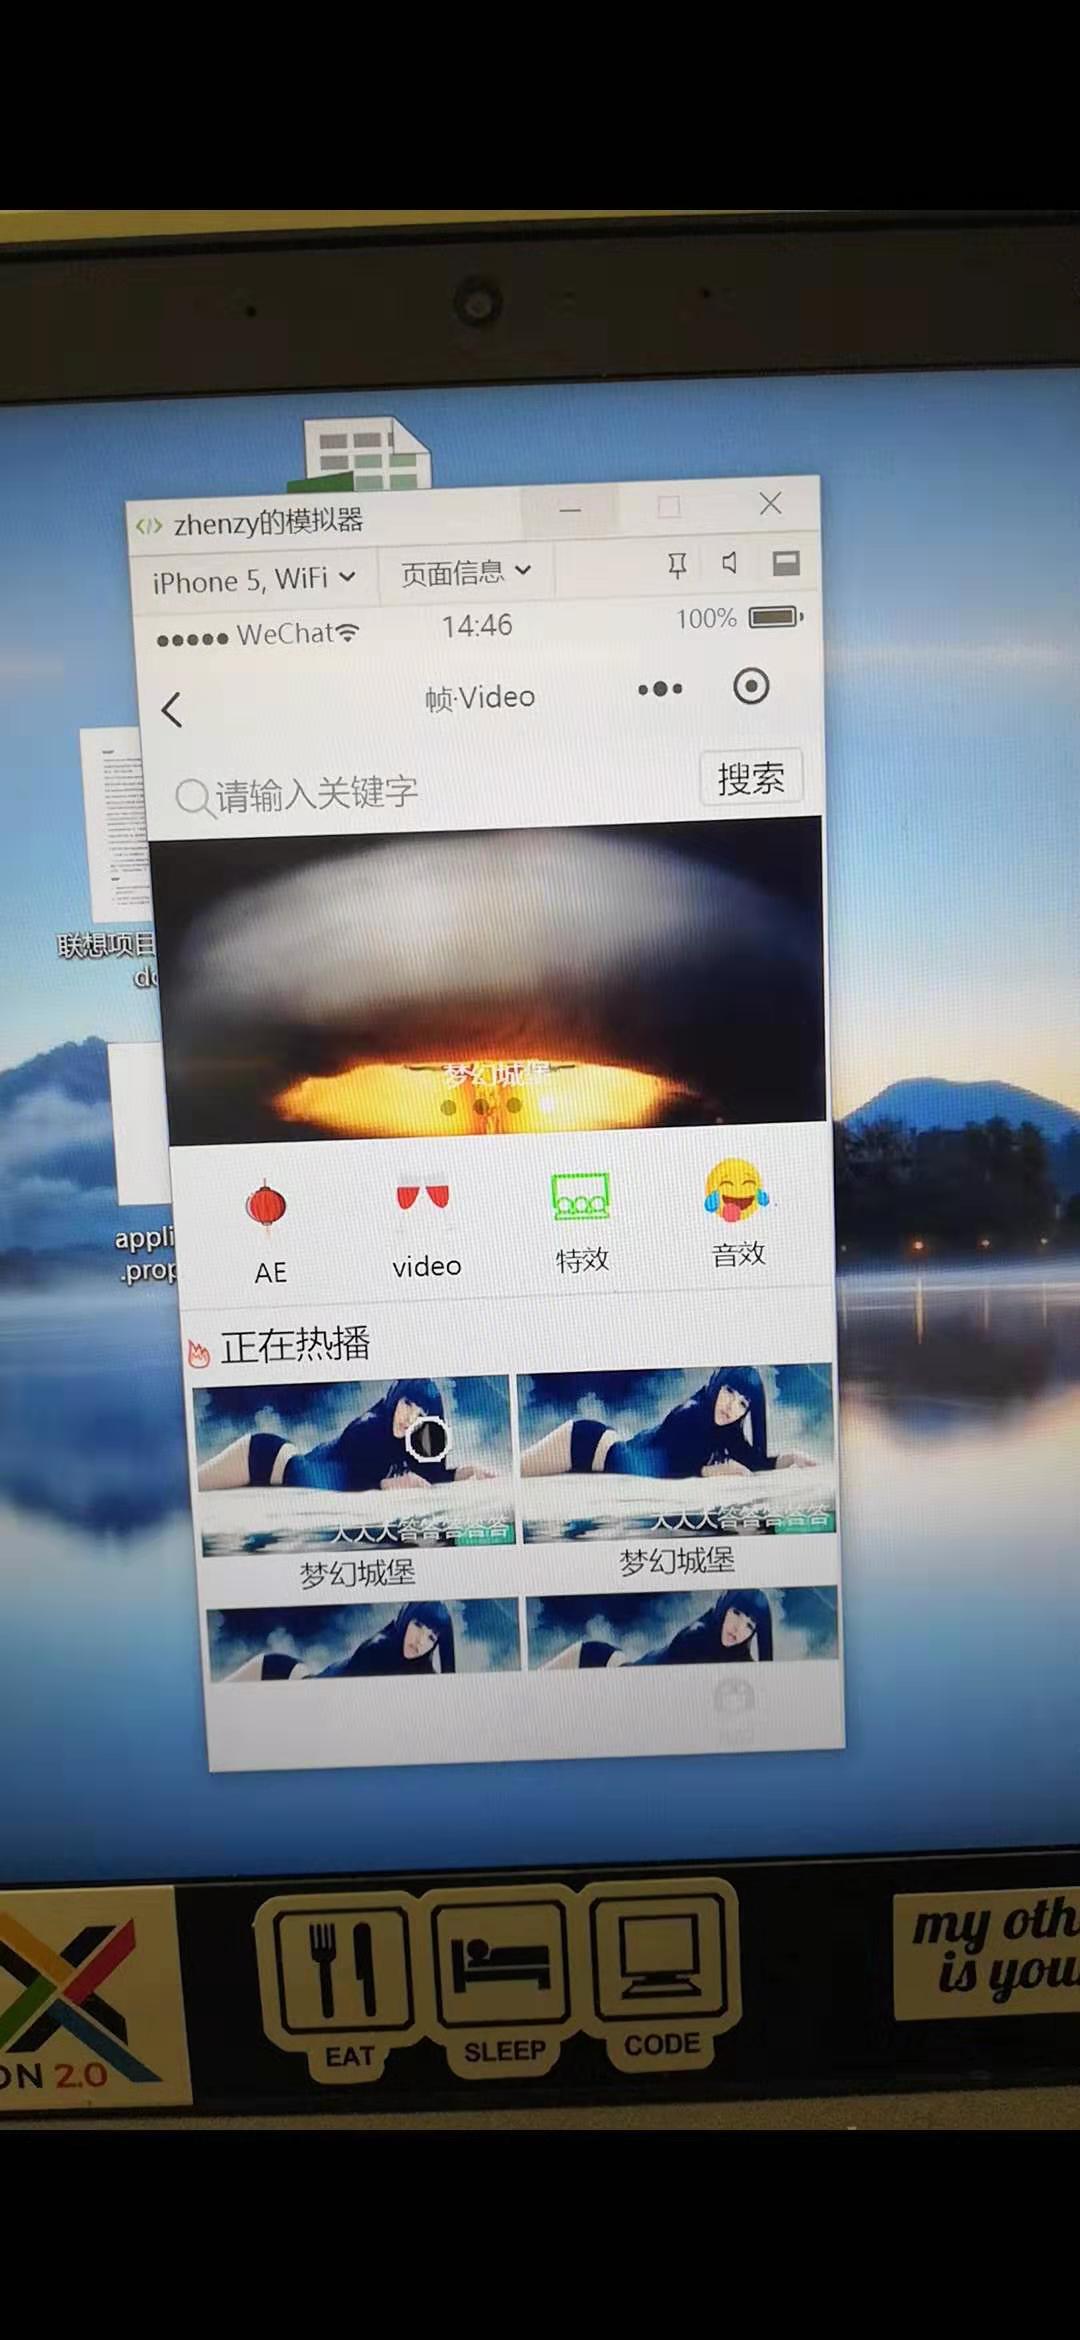 zhenzy的模拟器
iPhone 5, WiFi
页面信息
WeChat
14:46
100%
帧·Video
请输入关键字
搜索
联想项目
梦幻城堡
appli
.prop
AE
video
特效
音效
正在热播
人人人答答答答答
人人人答答答答答
梦幻城堡
梦幻城堡
ON 2.0
EAT
SLEEP
CODE
my oth
is you